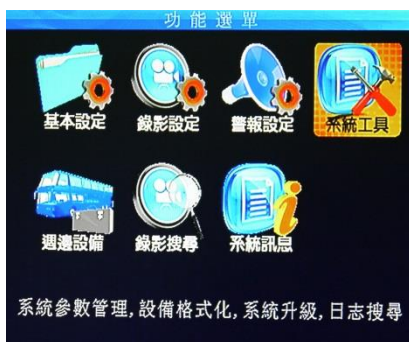 功能選單
基本設定
錄影設定
警報設定
系統工具
週邊設備
錄影搜尋
系統訊息
系統參數管理,設備格式化,系統升級,日志搜尋